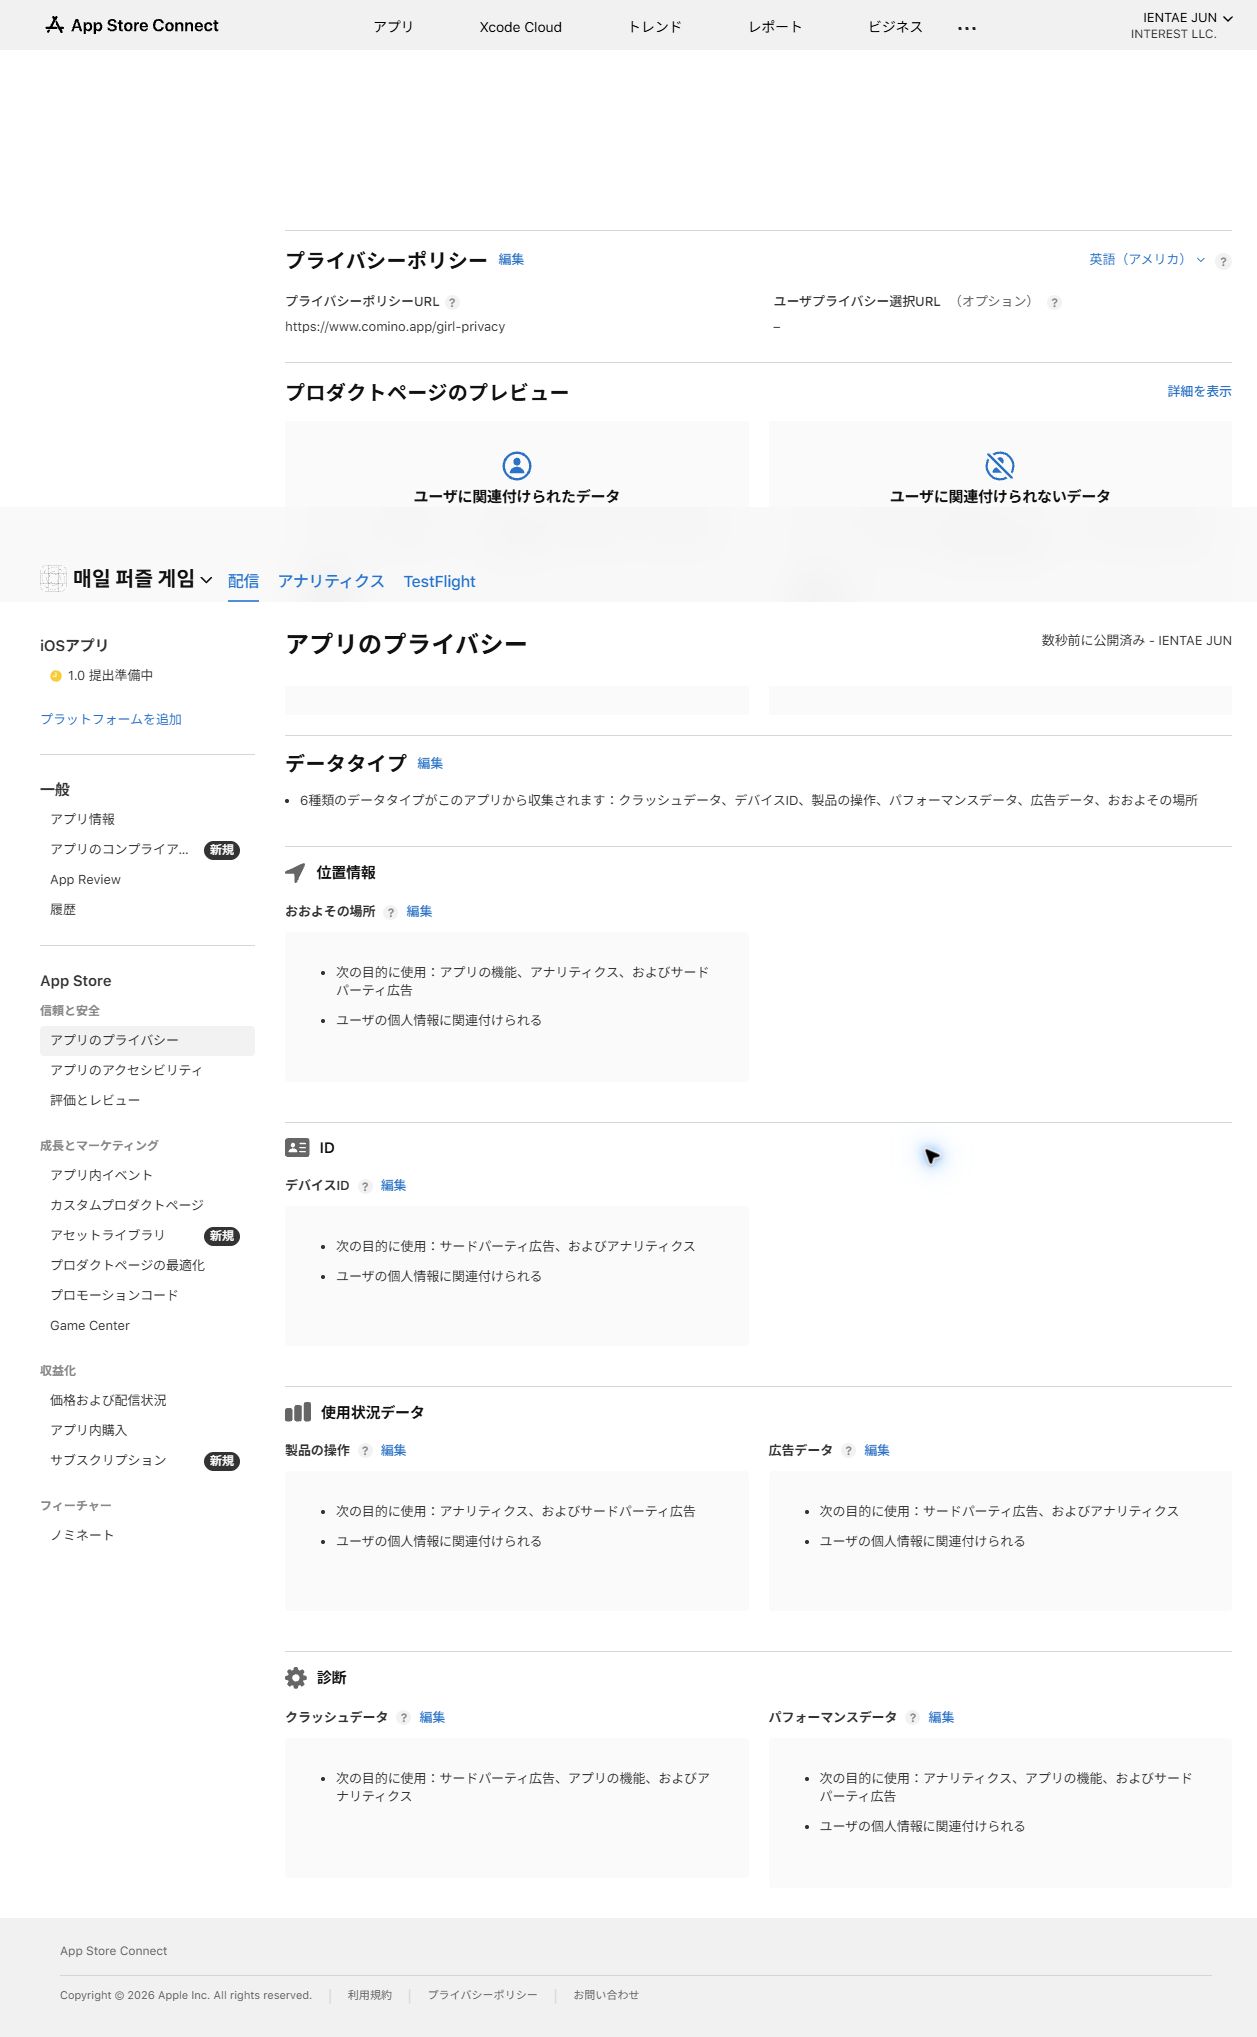 App Store Connect
アプリ
Xcode Cloud
トレンド
レポート
ビジネス
IENTAE JUN
INTEREST LLC.
プライバシーポリシー 編集
英語（アメリカ） ?
プライバシーポリシーURL ?
https://www.comino.app/girl-privacy
ユーザプライバシー選択URL （オプション） ?
–
プロダクトページのプレビュー
詳細を表示
ユーザに関連付けられたデータ
ユーザに関連付けられないデータ
매일 퍼즐 게임
配信
アナリティクス
TestFlight
iOSアプリ
1.0 提出準備中
プラットフォームを追加
一般
アプリ情報
アプリのコンプライア... 新規
App Review
履歴
App Store
信頼と安全
アプリのプライバシー
アプリのアクセシビリティ
評価とレビュー
成長とマーケティング
アプリ内イベント
カスタムプロダクトページ
アセットライブラリ 新規
プロダクトページの最適化
プロモーションコード
Game Center
収益化
価格および配信状況
アプリ内購入
サブスクリプション 新規
フィーチャー
ノミネート
アプリのプライバシー
数秒前に公開済み - IENTAE JUN
データタイプ 編集
• 6種類のデータタイプがこのアプリから収集されます：クラッシュデータ、デバイスID、製品の操作、パフォーマンスデータ、広告データ、おおよその場所
位置情報
おおよその場所 ? 編集
• 次の目的に使用：アプリの機能、アナリティクス、およびサード
パーティ広告
• ユーザの個人情報に関連付けられる
ID
デバイスID ? 編集
• 次の目的に使用：サードパーティ広告、およびアナリティクス
• ユーザの個人情報に関連付けられる
使用状況データ
製品の操作 ? 編集
• 次の目的に使用：アナリティクス、およびサードパーティ広告
• ユーザの個人情報に関連付けられる
広告データ ? 編集
• 次の目的に使用：サードパーティ広告、およびアナリティクス
• ユーザの個人情報に関連付けられる
診断
クラッシュデータ ? 編集
• 次の目的に使用：サードパーティ広告、アプリの機能、およびア
ナリティクス
パフォーマンスデータ ? 編集
• 次の目的に使用：アナリティクス、アプリの機能、およびサード
パーティ広告
• ユーザの個人情報に関連付けられる
App Store Connect
Copyright © 2026 Apple Inc. All rights reserved. | 利用規約 | プライバシーポリシー | お問い合わせ